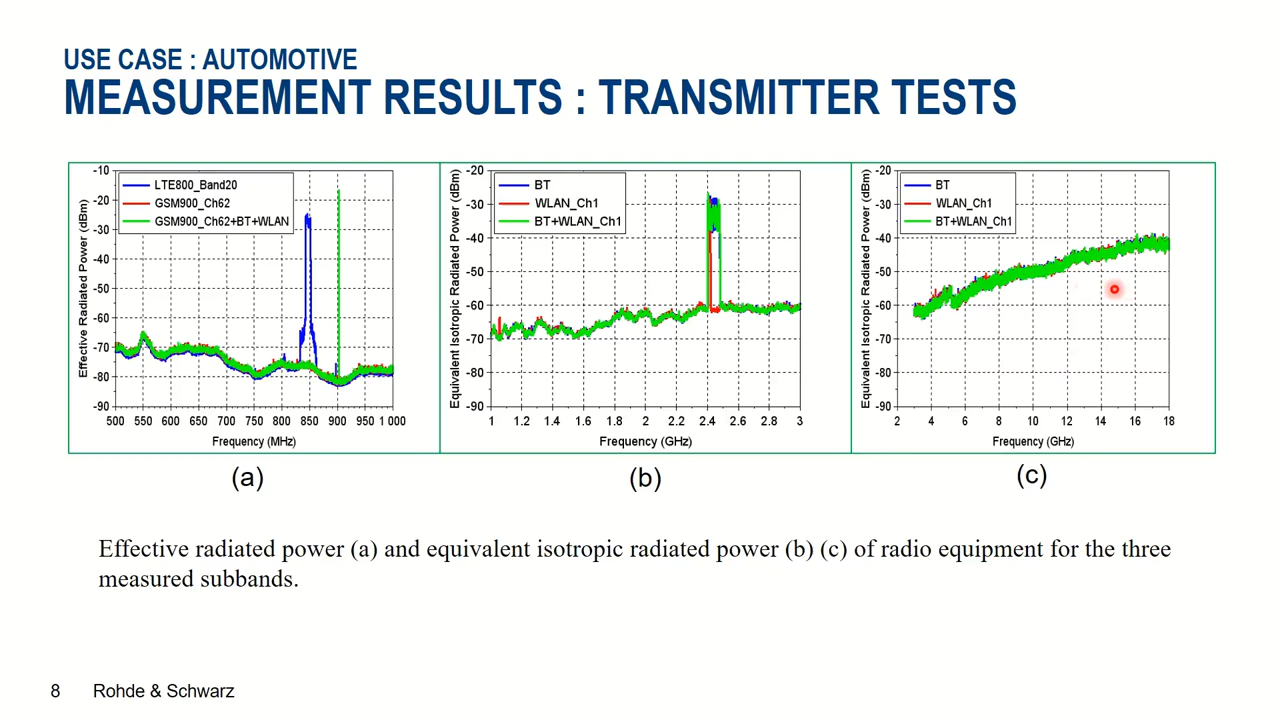 USE CASE : AUTOMOTIVE
MEASUREMENT RESULTS : TRANSMITTER TESTS
Effective Radiated Power (dBm)
-10
-20
-30
-40
-50
-60
-70
-80
-90
LTE800_Band20
GSM900_Ch62
GSM900_Ch62+BT+WLAN
500 550 600 650 700 750 800 850 900 950 1 000
Frequency (MHz)
(a)
Equivalent Isotropic Radiated Power (dBm)
-20
-30
-40
-50
-60
-70
-80
-90
BT
WLAN_Ch1
BT+WLAN_Ch1
1 1.2 1.4 1.6 1.8 2 2.2 2.4 2.6 2.8 3
Frequency (GHz)
(b)
Equivalent Isotropic Radiated Power (dBm)
-20
-30
-40
-50
-60
-70
-80
-90
BT
WLAN_Ch1
BT+WLAN_Ch1
2 4 6 8 10 12 14 16 18
Frequency (GHz)
(c)
Effective radiated power (a) and equivalent isotropic radiated power (b) (c) of radio equipment for the three
measured subbands.
8 Rohde & Schwarz